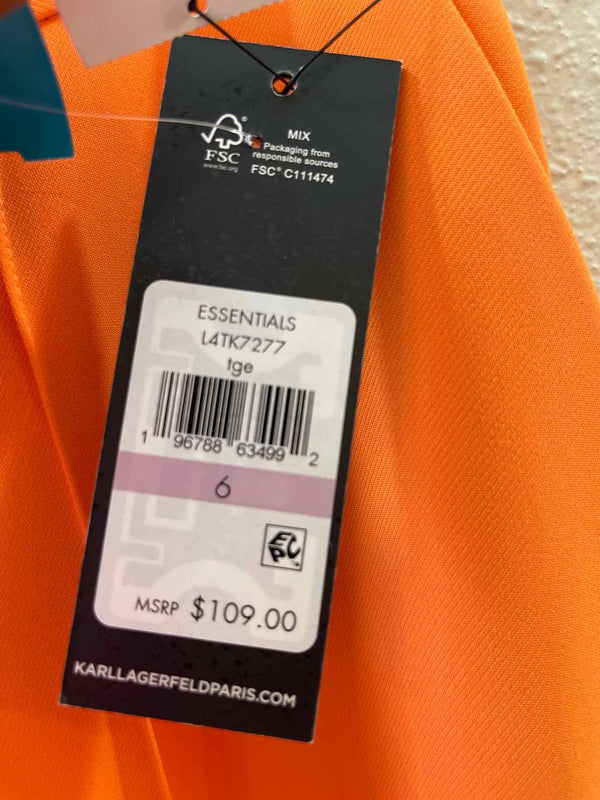 FSC®
www.fsc.org
MIX
Packaging from
responsible sources
FSC® C111474
ESSENTIALS
L4TK7277
tge
1 96788 63499 2
6
EPC
MSRP $109.00
KARLLAGERFELDPARIS.COM